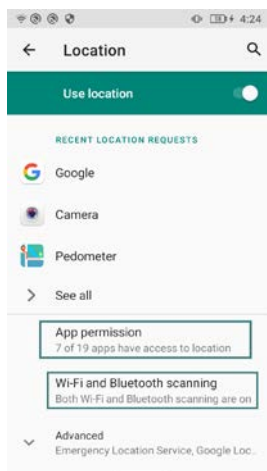 4:24
Location
Use location
RECENT LOCATION REQUESTS
Google
Camera
Pedometer
See all
App permission
7 of 19 apps have access to location
Wi-Fi and Bluetooth scanning
Both Wi-Fi and Bluetooth scanning are on
Advanced
Emergency Location Service, Google Loc..